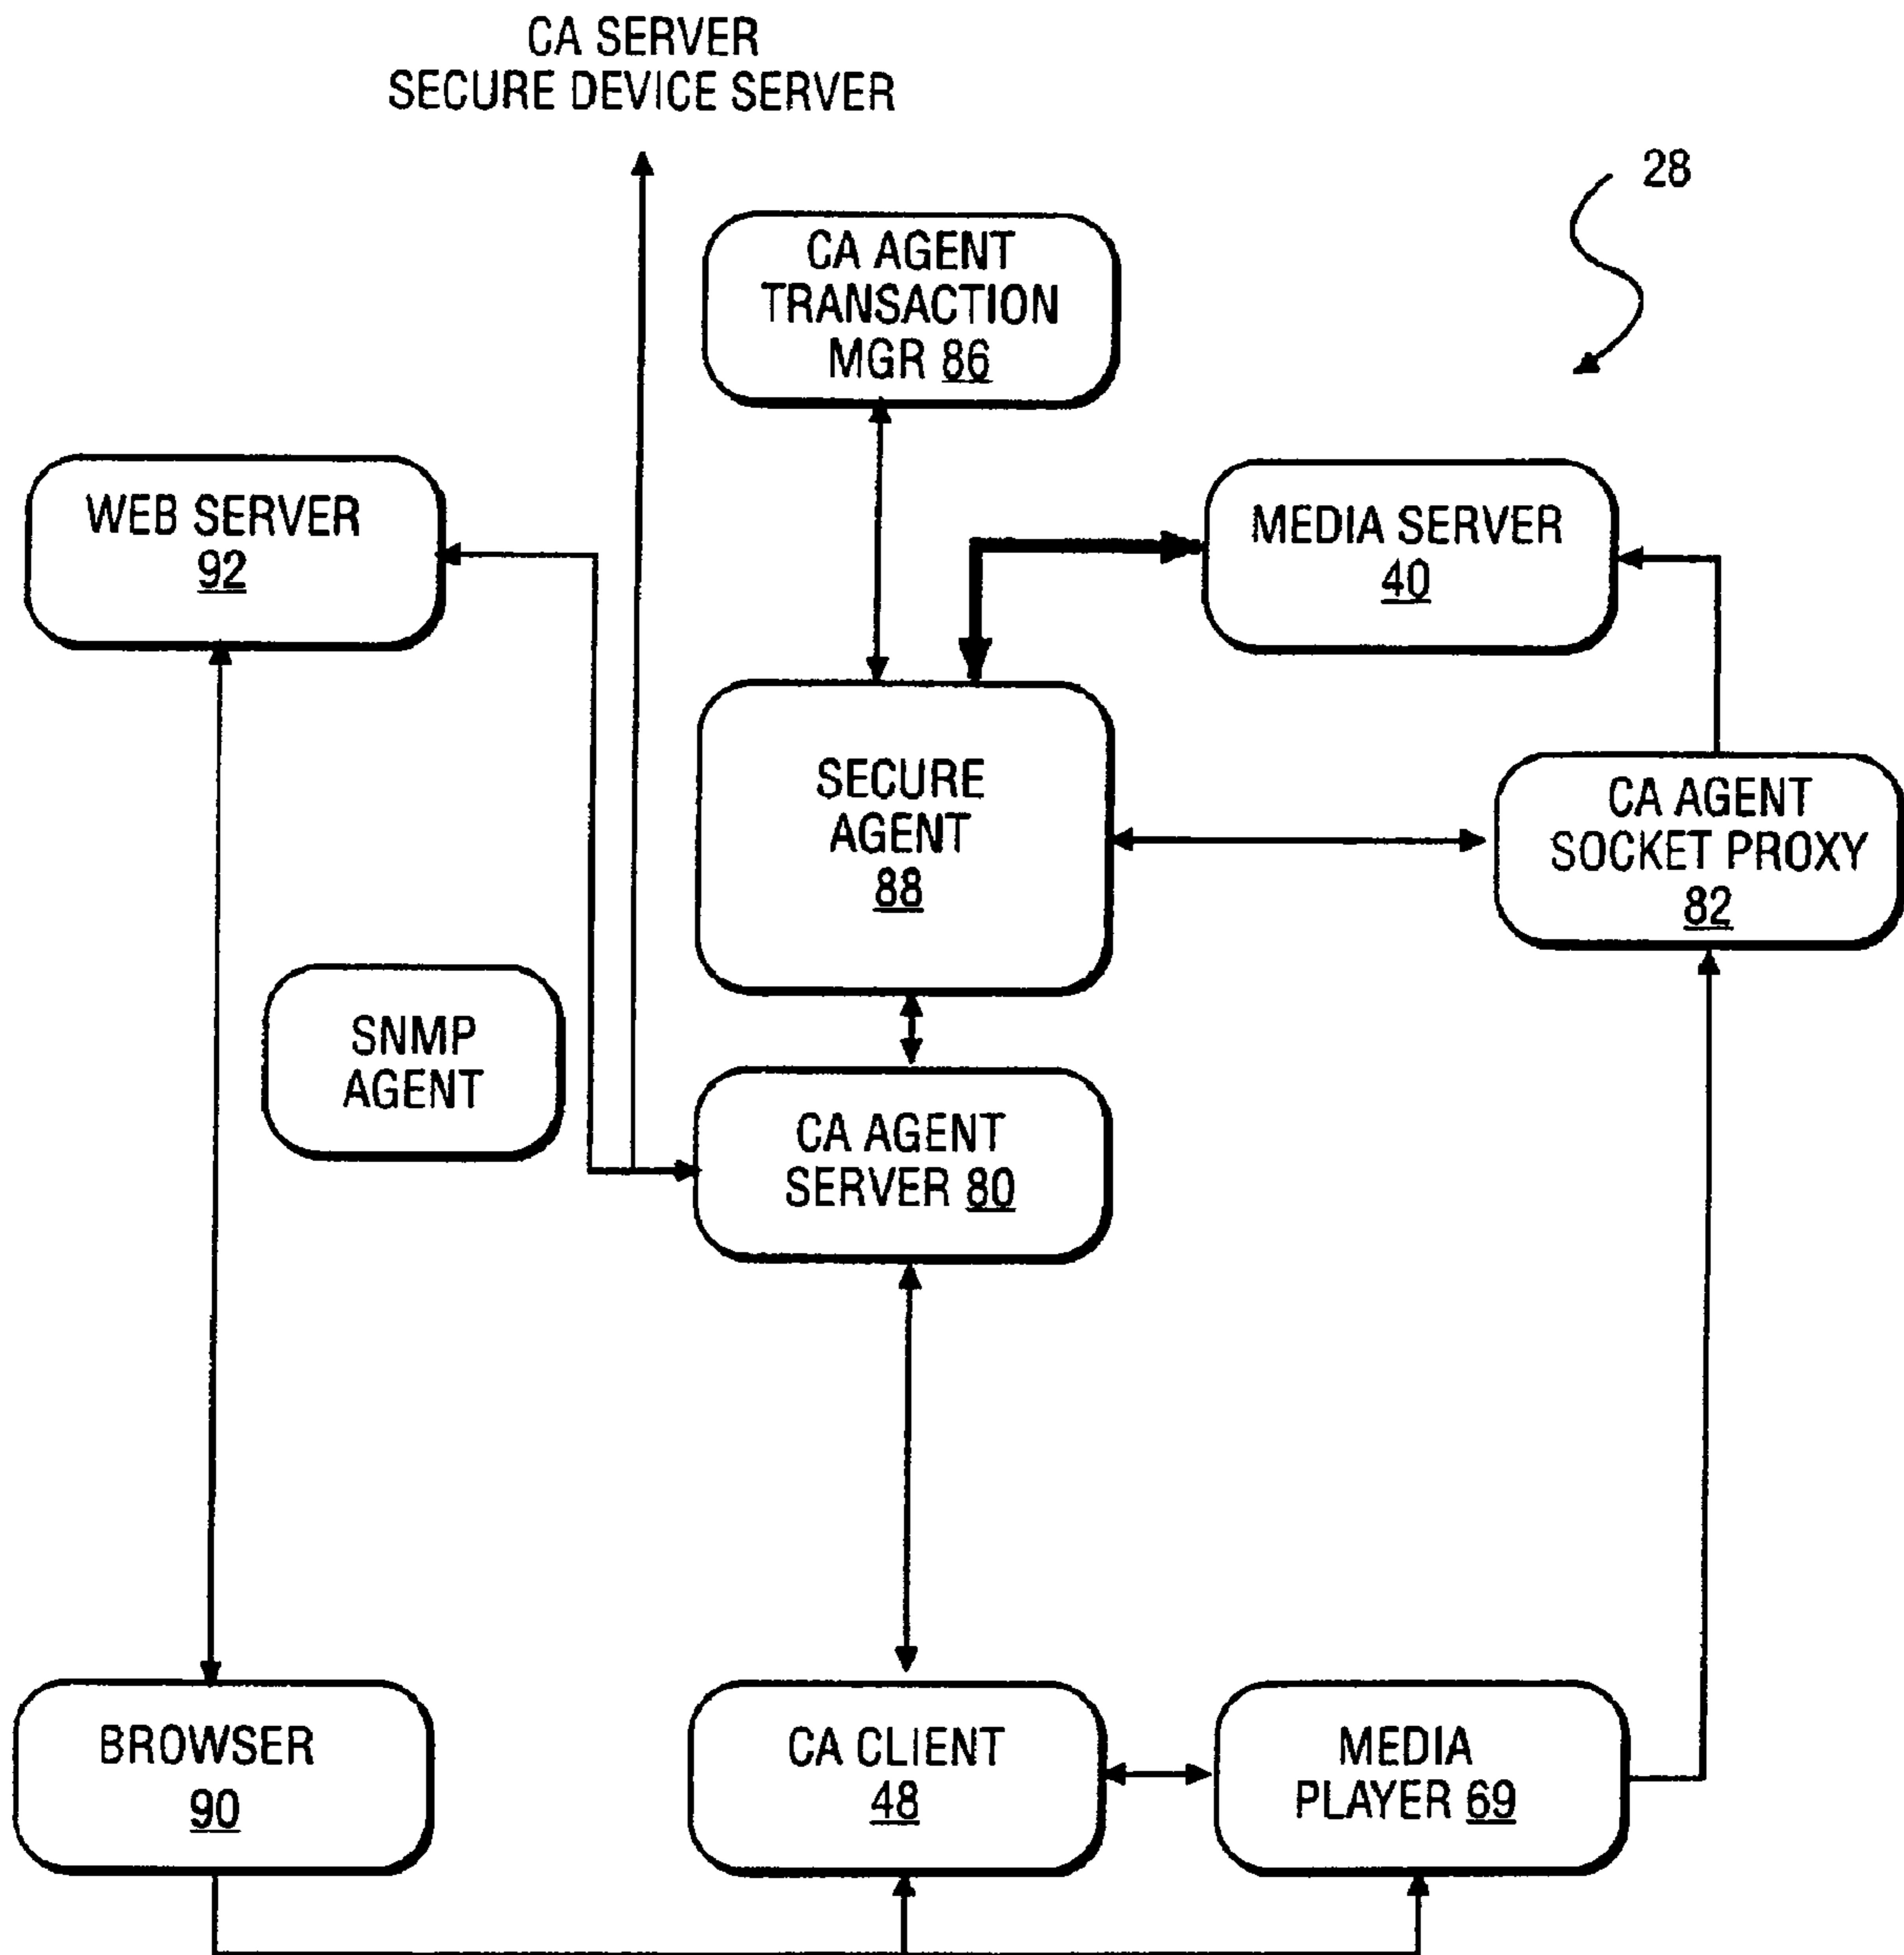 CA SERVER
SECURE DEVICE SERVER
28
CA AGENT
TRANSACTION
MGR 86
WEB SERVER
92
MEDIA SERVER
40
SECURE
AGENT
88
CA AGENT
SOCKET PROXY
82
SNMP
AGENT
CA AGENT
SERVER 80
BROWSER
90
CA CLIENT
48
MEDIA
PLAYER 69